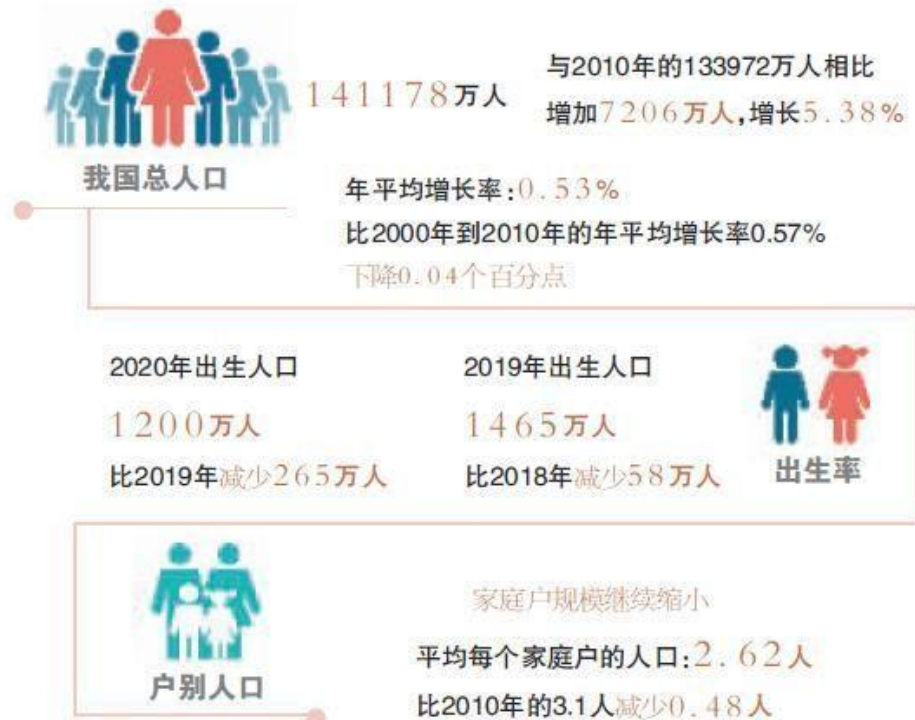 141178万人
与2010年的133972万人相比
增加7206万人,增长5.38%
我国总人口
年平均增长率:0.53%
比2000年到2010年的年平均增长率0.57%
下降0.04个百分点
2020年出生人口
1200万人
比2019年减少265万人
2019年出生人口
1465万人
比2018年减少58万人
出生率
家庭户规模继续缩小
平均每个家庭户的人口:2.62人
比2010年的3.1人减少0.48人
户别人口